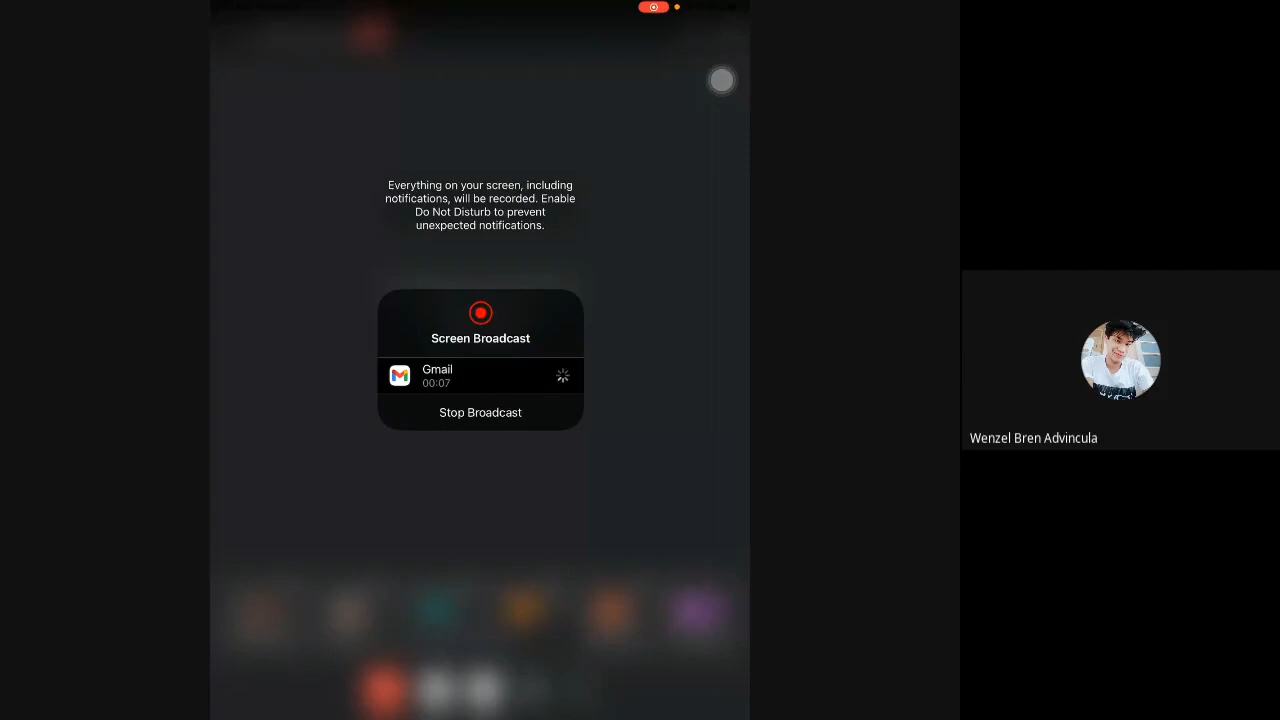 Everything on your screen, including
notifications, will be recorded. Enable
Do Not Disturb to prevent
unexpected notifications.
Screen Broadcast
Gmail
00:07
Stop Broadcast
Wenzel Bren Advincula